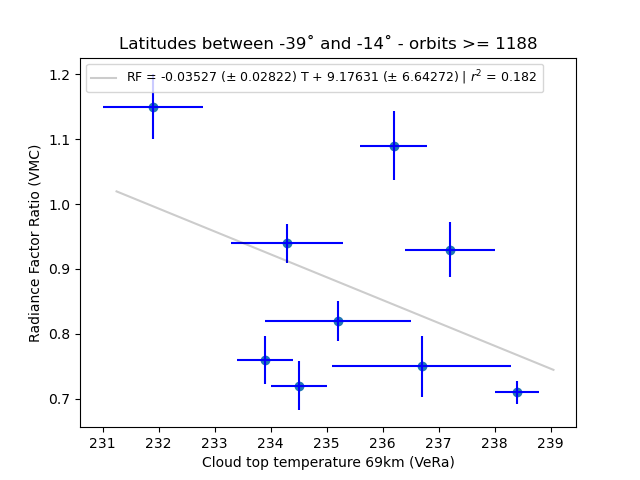 Latitudes between -39˚ and -14˚ - orbits >= 1188
RF = -0.03527 (± 0.02822) T + 9.17631 (± 6.64272) | r² = 0.182
1.2
1.1
1.0
0.9
0.8
0.7
Radiance Factor Ratio (VMC)
231 232 233 234 235 236 237 238 239
Cloud top temperature 69km (VeRa)